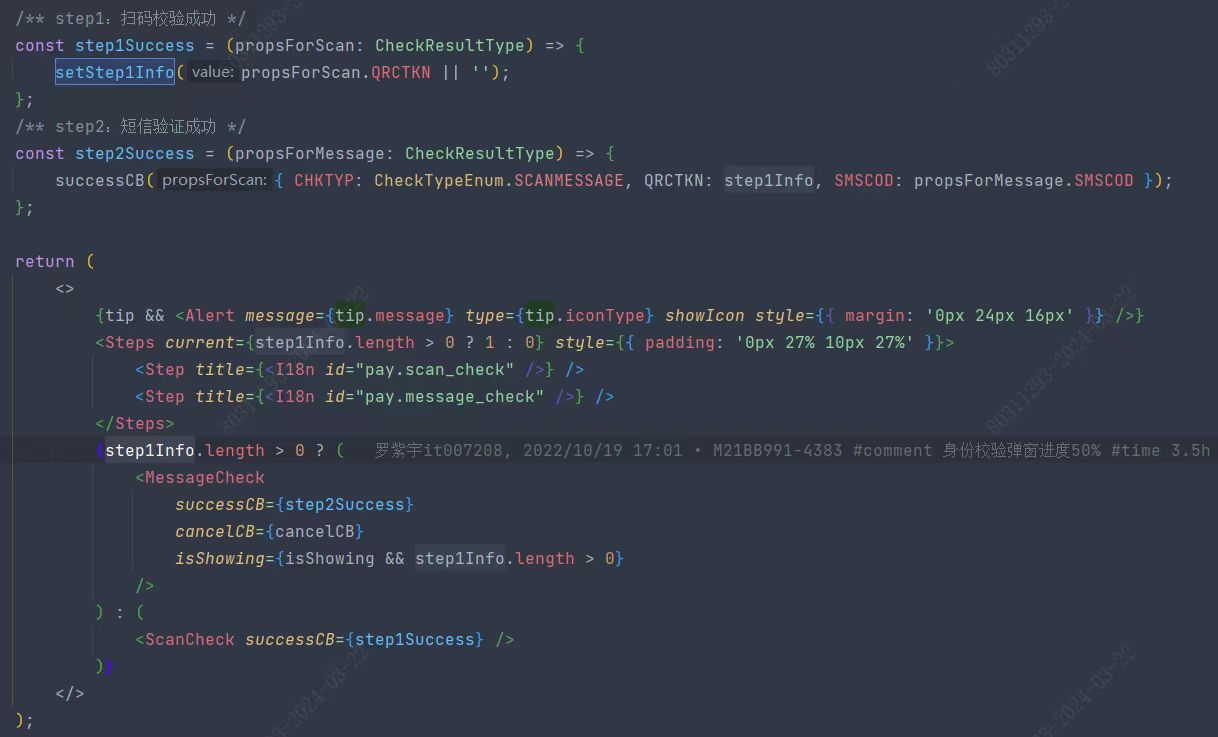 /** step1：扫码校验成功 */
const step1Success = (propsForScan: CheckResultType) => {
setStep1Info( value: propsForScan.QRCTKN || '');
};
/** step2：短信验证成功 */
const step2Success = (propsForMessage: CheckResultType) => {
successCB( propsForScan: { CHKTYP: CheckTypeEnum.SCANMESSAGE, QRCTKN: step1Info, SMSCOD: propsForMessage.SMSCOD });
};
return (
<>
{tip && <Alert message={tip.message} type={tip.iconType} showIcon style={{ margin: '0px 24px 16px' }} />}
<Steps current={step1Info.length > 0 ? 1 : 0} style={{ padding: '0px 27% 10px 27%' }}>
<Step title={<I18n id="pay.scan_check" />} />
<Step title={<I18n id="pay.message_check" />} />
</Steps>
{step1Info.length > 0 ? ( 罗紫宇it007208, 2022/10/19 17:01 • M21BB991-4383 #comment 身份校验弹窗进度50% #time 3.5h
<MessageCheck
successCB={step2Success}
cancelCB={cancelCB}
isShowing={isShowing && step1Info.length > 0}
/>
) : (
<ScanCheck successCB={step1Success} />
)}
</>
);